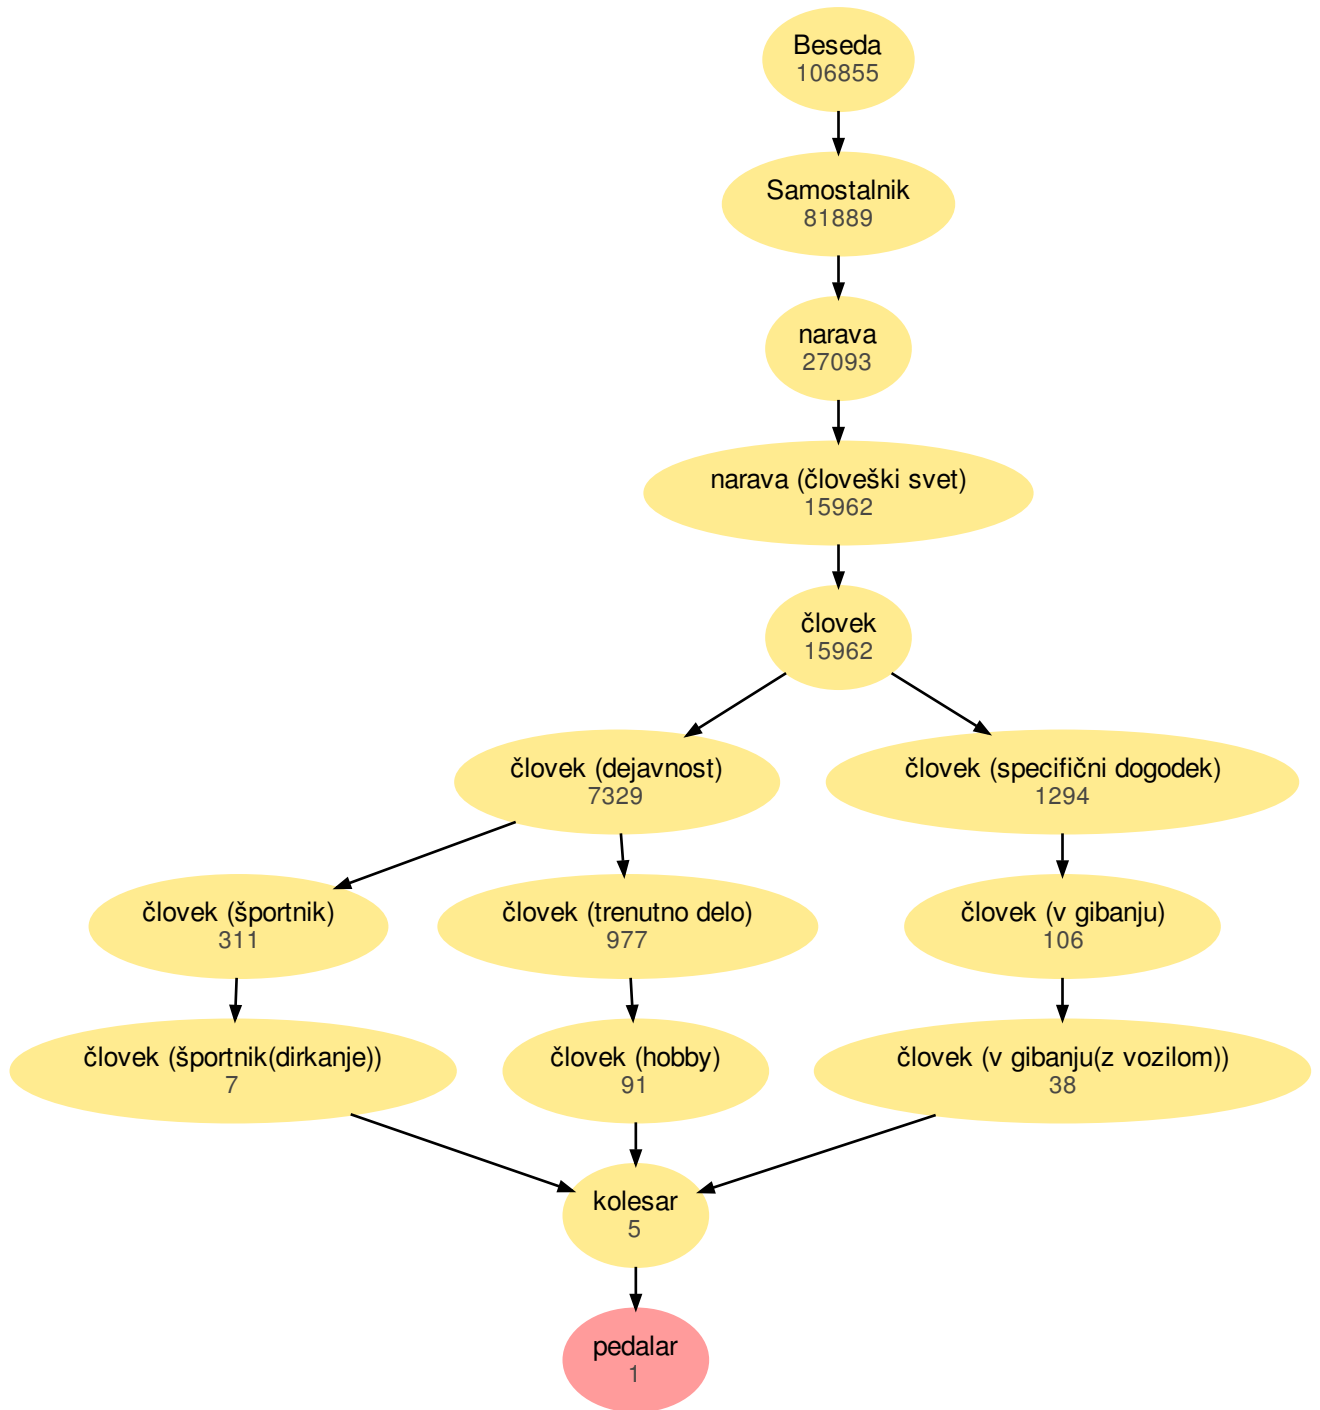 Beseda
106855
Samostalnik
81889
narava
27093
narava (človeški svet)
15962
človek
15962
človek (dejavnost)
7329
človek (specifični dogodek)
1294
človek (športnik)
311
človek (trenutno delo)
977
človek (v gibanju)
106
človek (športnik(dirkanje))
7
človek (hobby)
91
človek (v gibanju(z vozilom))
38
kolesar
5
pedalar
1